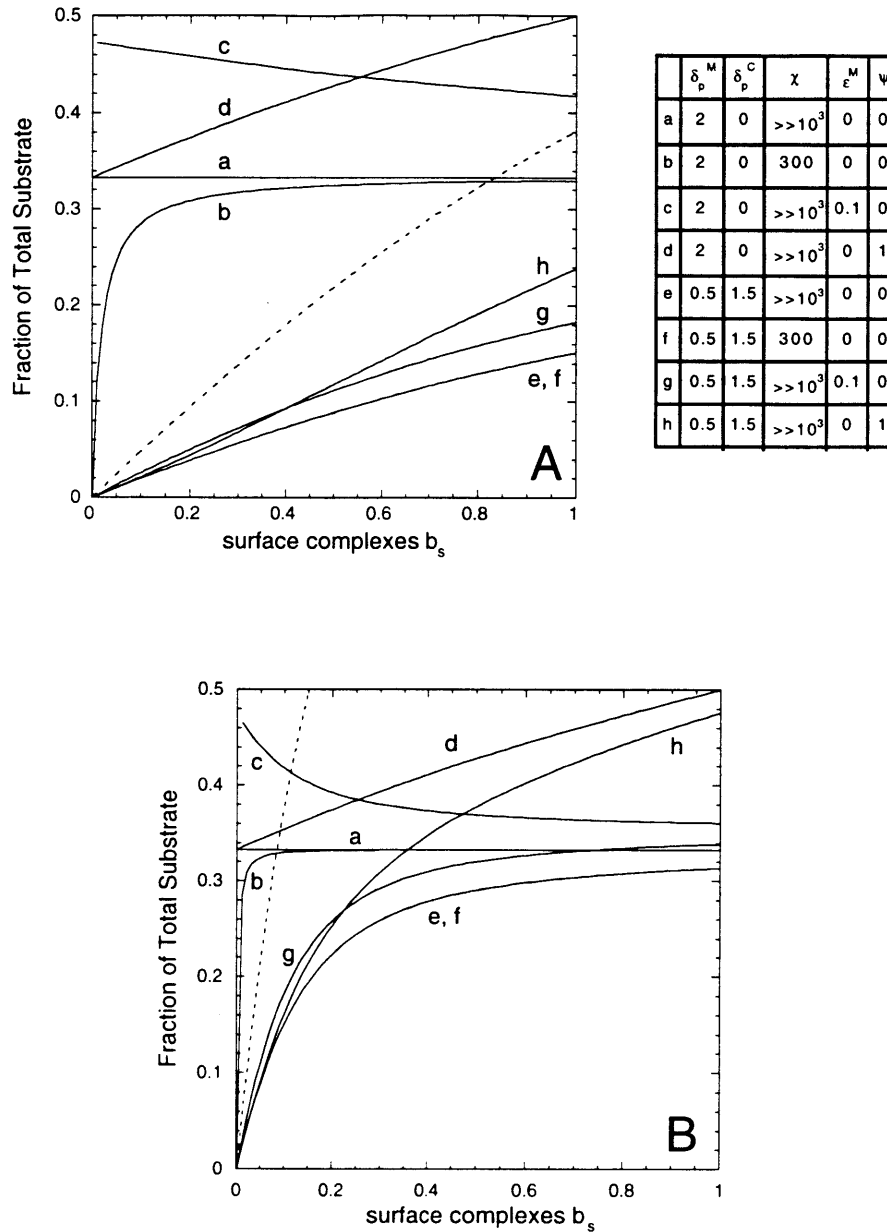 0.5
0.4
0.3
0.2
0.1
0
Fraction of Total Substrate
c
d
a
b
h
g
e, f
A
0 0.2 0.4 0.6 0.8 1
surface complexes b_s
δ_p^M δ_p^C χ ε^M ψ
a 2 0 >>10^3 0 0
b 2 0 300 0 0
c 2 0 >>10^3 0.1 0
d 2 0 >>10^3 0 1
e 0.5 1.5 >>10^3 0 0
f 0.5 1.5 300 0 0
g 0.5 1.5 >>10^3 0.1 0
h 0.5 1.5 >>10^3 0 1
0.5
0.4
0.3
0.2
0.1
0
Fraction of Total Substrate
d
h
c
a
b
e, f
g
B
0 0.2 0.4 0.6 0.8 1
surface complexes b_s